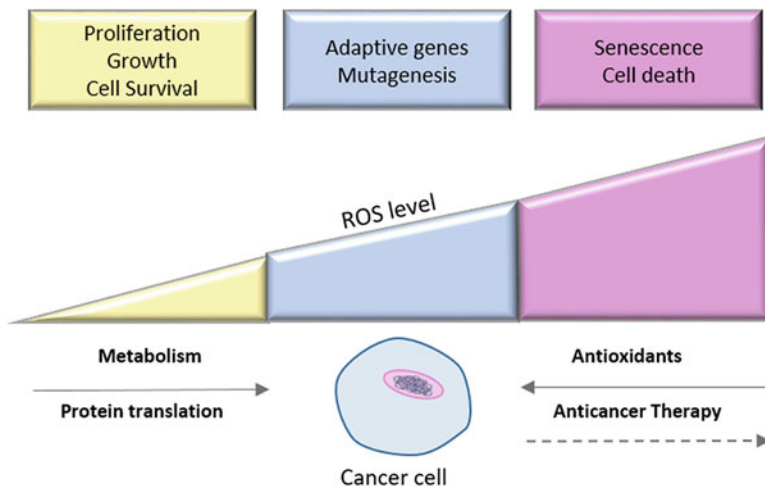 Proliferation
Growth
Cell Survival
Adaptive genes
Mutagenesis
Senescence
Cell death
ROS level
Metabolism
Protein translation
Cancer cell
Antioxidants
Anticancer Therapy